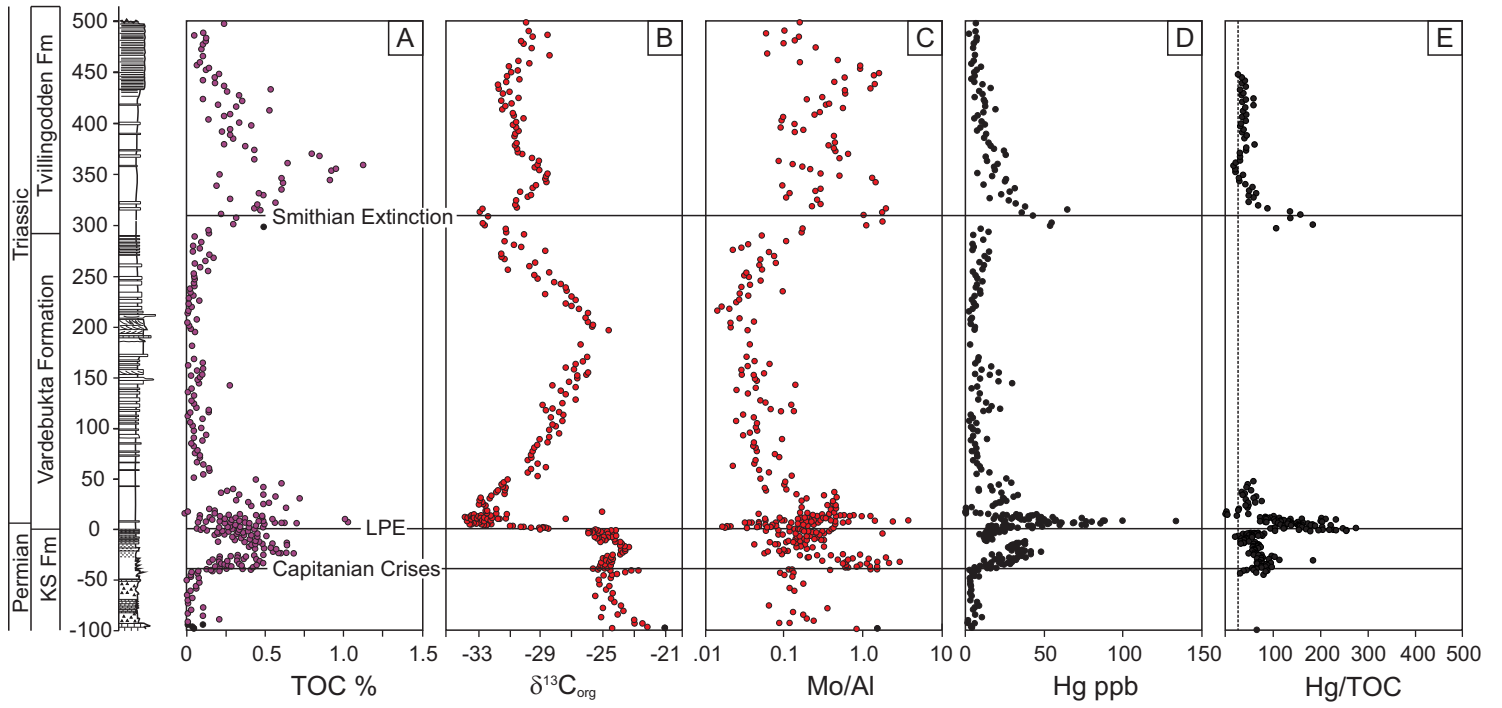 A
B
C
D
E
Triassic
Permian
Tvillingodden Fm
Vardebukta Formation
KS Fm
500
450
400
350
300
250
200
150
100
50
0
-50
-100
Smithian Extinction
LPE
Capitanian Crises
0 0.5 1.0 1.5
TOC %
-33 -29 -25 -21
δ¹³C_org
.01 0.1 1.0 10
Mo/Al
0 50 100 150
Hg ppb
100 200 300 400 500
Hg/TOC